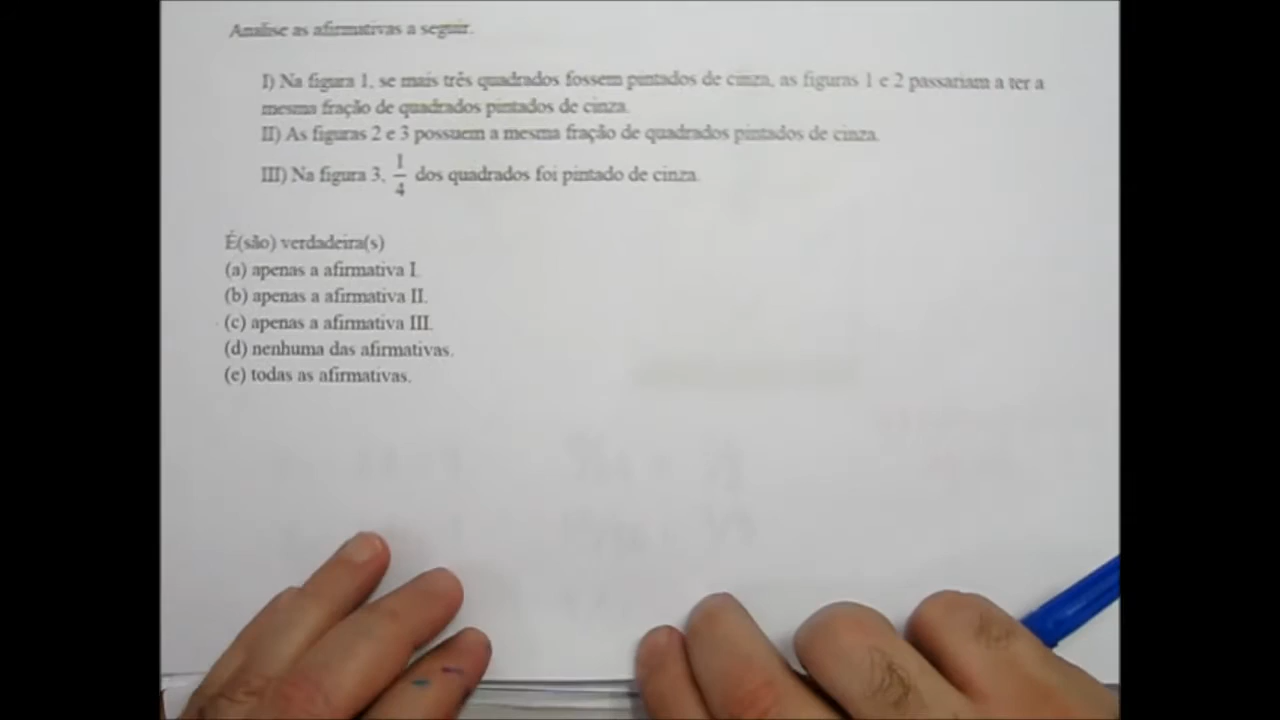 Analise as afirmativas a seguir.
I) Na figura 1, se mais três quadrados fossem pintados de cinza, as figuras 1 e 2 passariam a ter a
mesma fração de quadrados pintados de cinza.
II) As figuras 2 e 3 possuem a mesma fração de quadrados pintados de cinza.
III) Na figura 3, 1/4 dos quadrados foi pintado de cinza.
É(são) verdadeira(s)
(a) apenas a afirmativa I.
(b) apenas a afirmativa II.
(c) apenas a afirmativa III.
(d) nenhuma das afirmativas.
(e) todas as afirmativas.